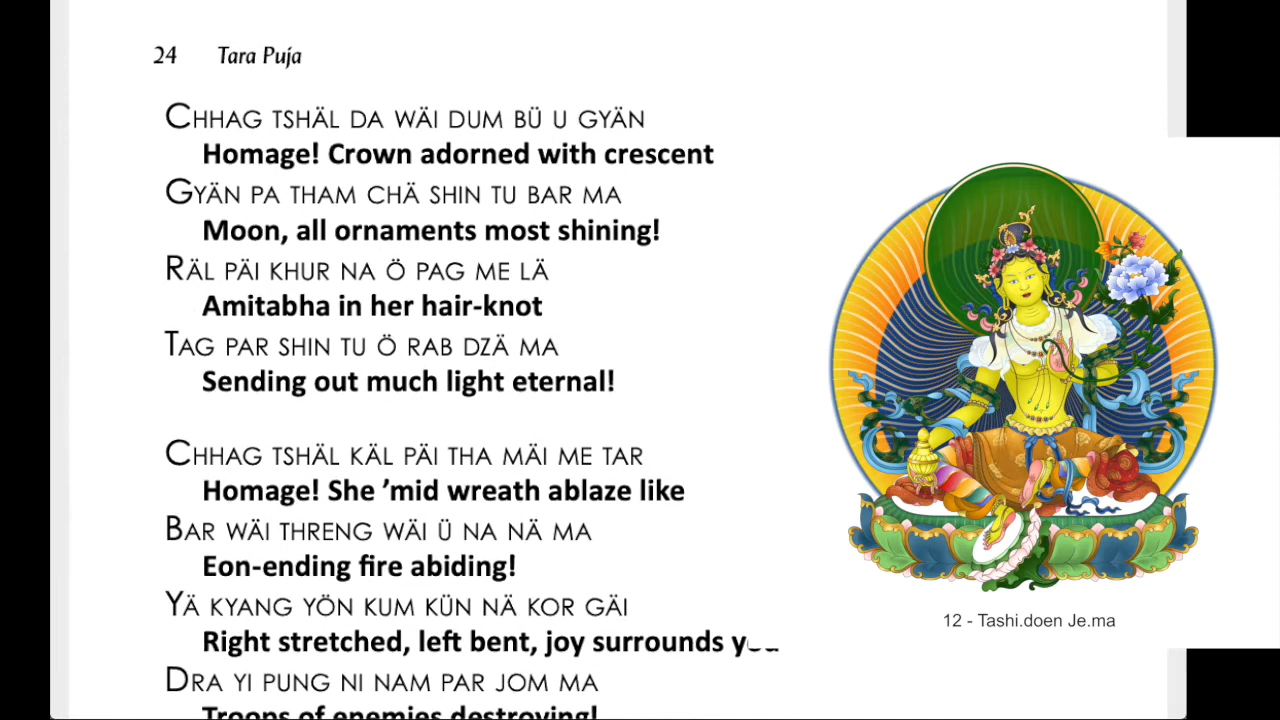 24 Tara Puja
CHHAG TSHÄL DA WÄI DUM BÜ U GYÄN
Homage! Crown adorned with crescent
GYÄN PA THAM CHÄ SHIN TU BAR MA
Moon, all ornaments most shining!
RÄL PÄI KHUR NA Ö PAG ME LÄ
Amitabha in her hair-knot
TAG PAR SHIN TU Ö RAB DZÄ MA
Sending out much light eternal!
CHHAG TSHÄL KÄL PÄI THA MÄI ME TAR
Homage! She ’mid wreath ablaze like
BAR WÄI THRENG WÄI Ü NA NÄ MA
Eon-ending fire abiding!
YÄ KYANG YÖN KUM KÜN NÄ KOR GÄI
Right stretched, left bent, joy surrounds you
DRA YI PUNG NI NAM PAR JOM MA
Troops of enemies destroying!
12 - Tashi.doen Je.ma